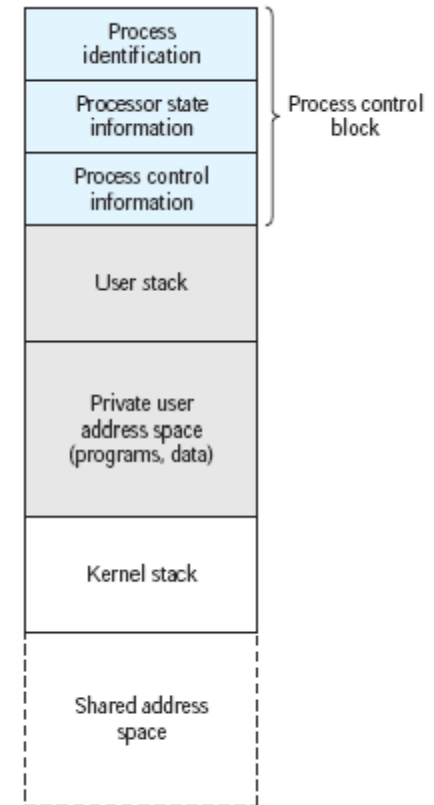 Process
identification
Processor state
information
Process control
information
Process control
block
User stack
Private user
address space
(programs, data)
Kernel stack
Shared address
space